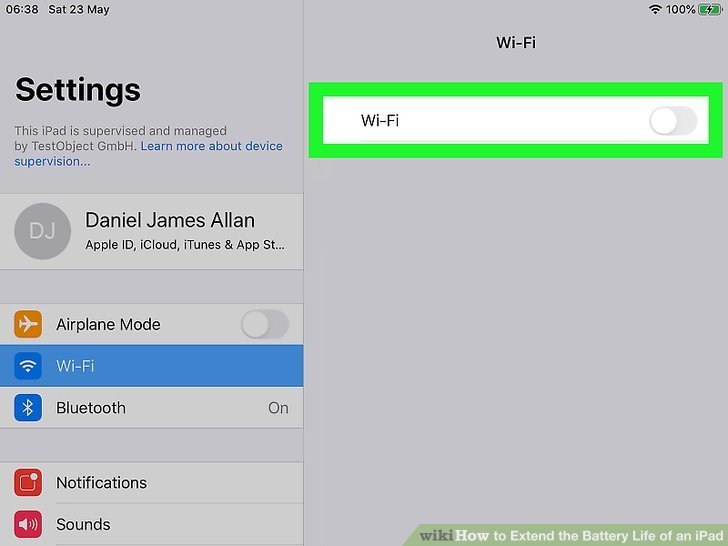 06:38 Sat 23 May
100%
Settings
This iPad is supervised and managed
by TestObject GmbH. Learn more about device
supervision...
DJ
Daniel James Allan
Apple ID, iCloud, iTunes & App St...
Airplane Mode
Wi-Fi
Bluetooth On
Notifications
Sounds
Wi-Fi
Wi-Fi
wikiHow to Extend the Battery Life of an iPad